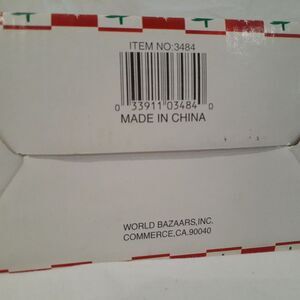 ITEM NO:3484
0 33911 03484 0
MADE IN CHINA
WORLD BAZAARS,INC.
COMMERCE,CA.90040